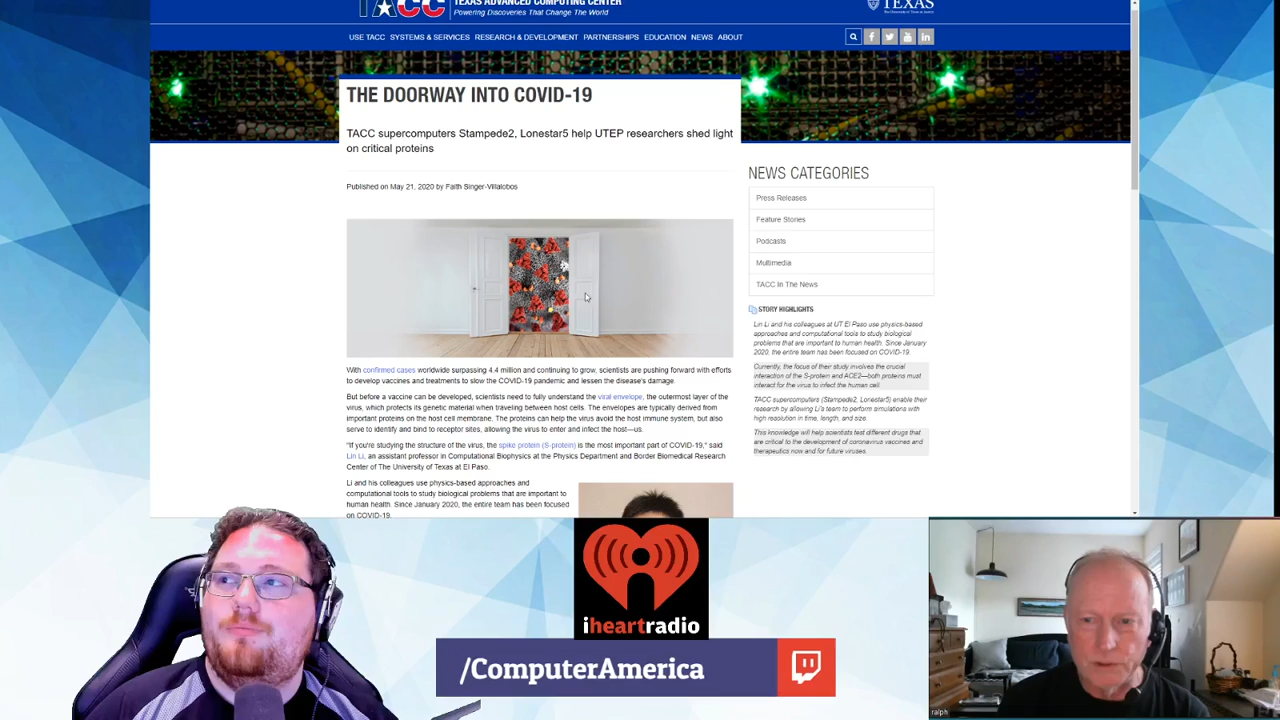 TACC
TEXAS ADVANCED COMPUTING CENTER
Powering Discoveries That Change The World
TEXAS
USE TACC SYSTEMS & SERVICES RESEARCH & DEVELOPMENT PARTNERSHIPS EDUCATION NEWS ABOUT
THE DOORWAY INTO COVID-19
TACC supercomputers Stampede2, Lonestar5 help UTEP researchers shed light
on critical proteins
Published on May 21, 2020 by Faith Singer-Villalobos
With confirmed cases worldwide surpassing 4.4 million and continuing to grow, scientists are pushing forward with efforts
to develop vaccines and treatments to slow the COVID-19 pandemic and lessen the disease's damage.
But before a vaccine can be developed, scientists need to fully understand the viral envelope, the outermost layer of the
virus, which protects its genetic material when traveling between host cells. The envelopes are typically derived from
important proteins on the host cell membrane. The proteins can help the virus avoid the host immune system, but also
serve to identify and bind to receptor sites, allowing the virus to enter and infect the host—us.
"If you're studying the structure of the virus, the spike protein (S-protein) is the most important part of COVID-19," said
Lin Li, an assistant professor in Computational Biophysics at the Physics Department and Border Biomedical Research
Center of The University of Texas at El Paso.
Li and his colleagues use physics-based approaches and
computational tools to study biological problems that are important to
human health. Since January 2020, the entire team has been focused
on COVID-19.
NEWS CATEGORIES
Press Releases
Feature Stories
Podcasts
Multimedia
TACC In The News
STORY HIGHLIGHTS
Lin Li and his colleagues at UT El Paso use physics-based
approaches and computational tools to study biological
problems that are important to human health. Since January
2020, the entire team has been focused on COVID-19.
Currently, the focus of their study involves the crucial
interaction of the S-protein and ACE2—both proteins must
interact for the virus to infect the human cell.
TACC supercomputers (Stampede2, Lonestar5) enable their
research by allowing Li's team to perform simulations with
high resolution in time, length, and size.
This knowledge will help scientists test different drugs that
are critical to the development of coronavirus vaccines and
therapeutics now and for future viruses.
iheartradio
/ComputerAmerica
ralph